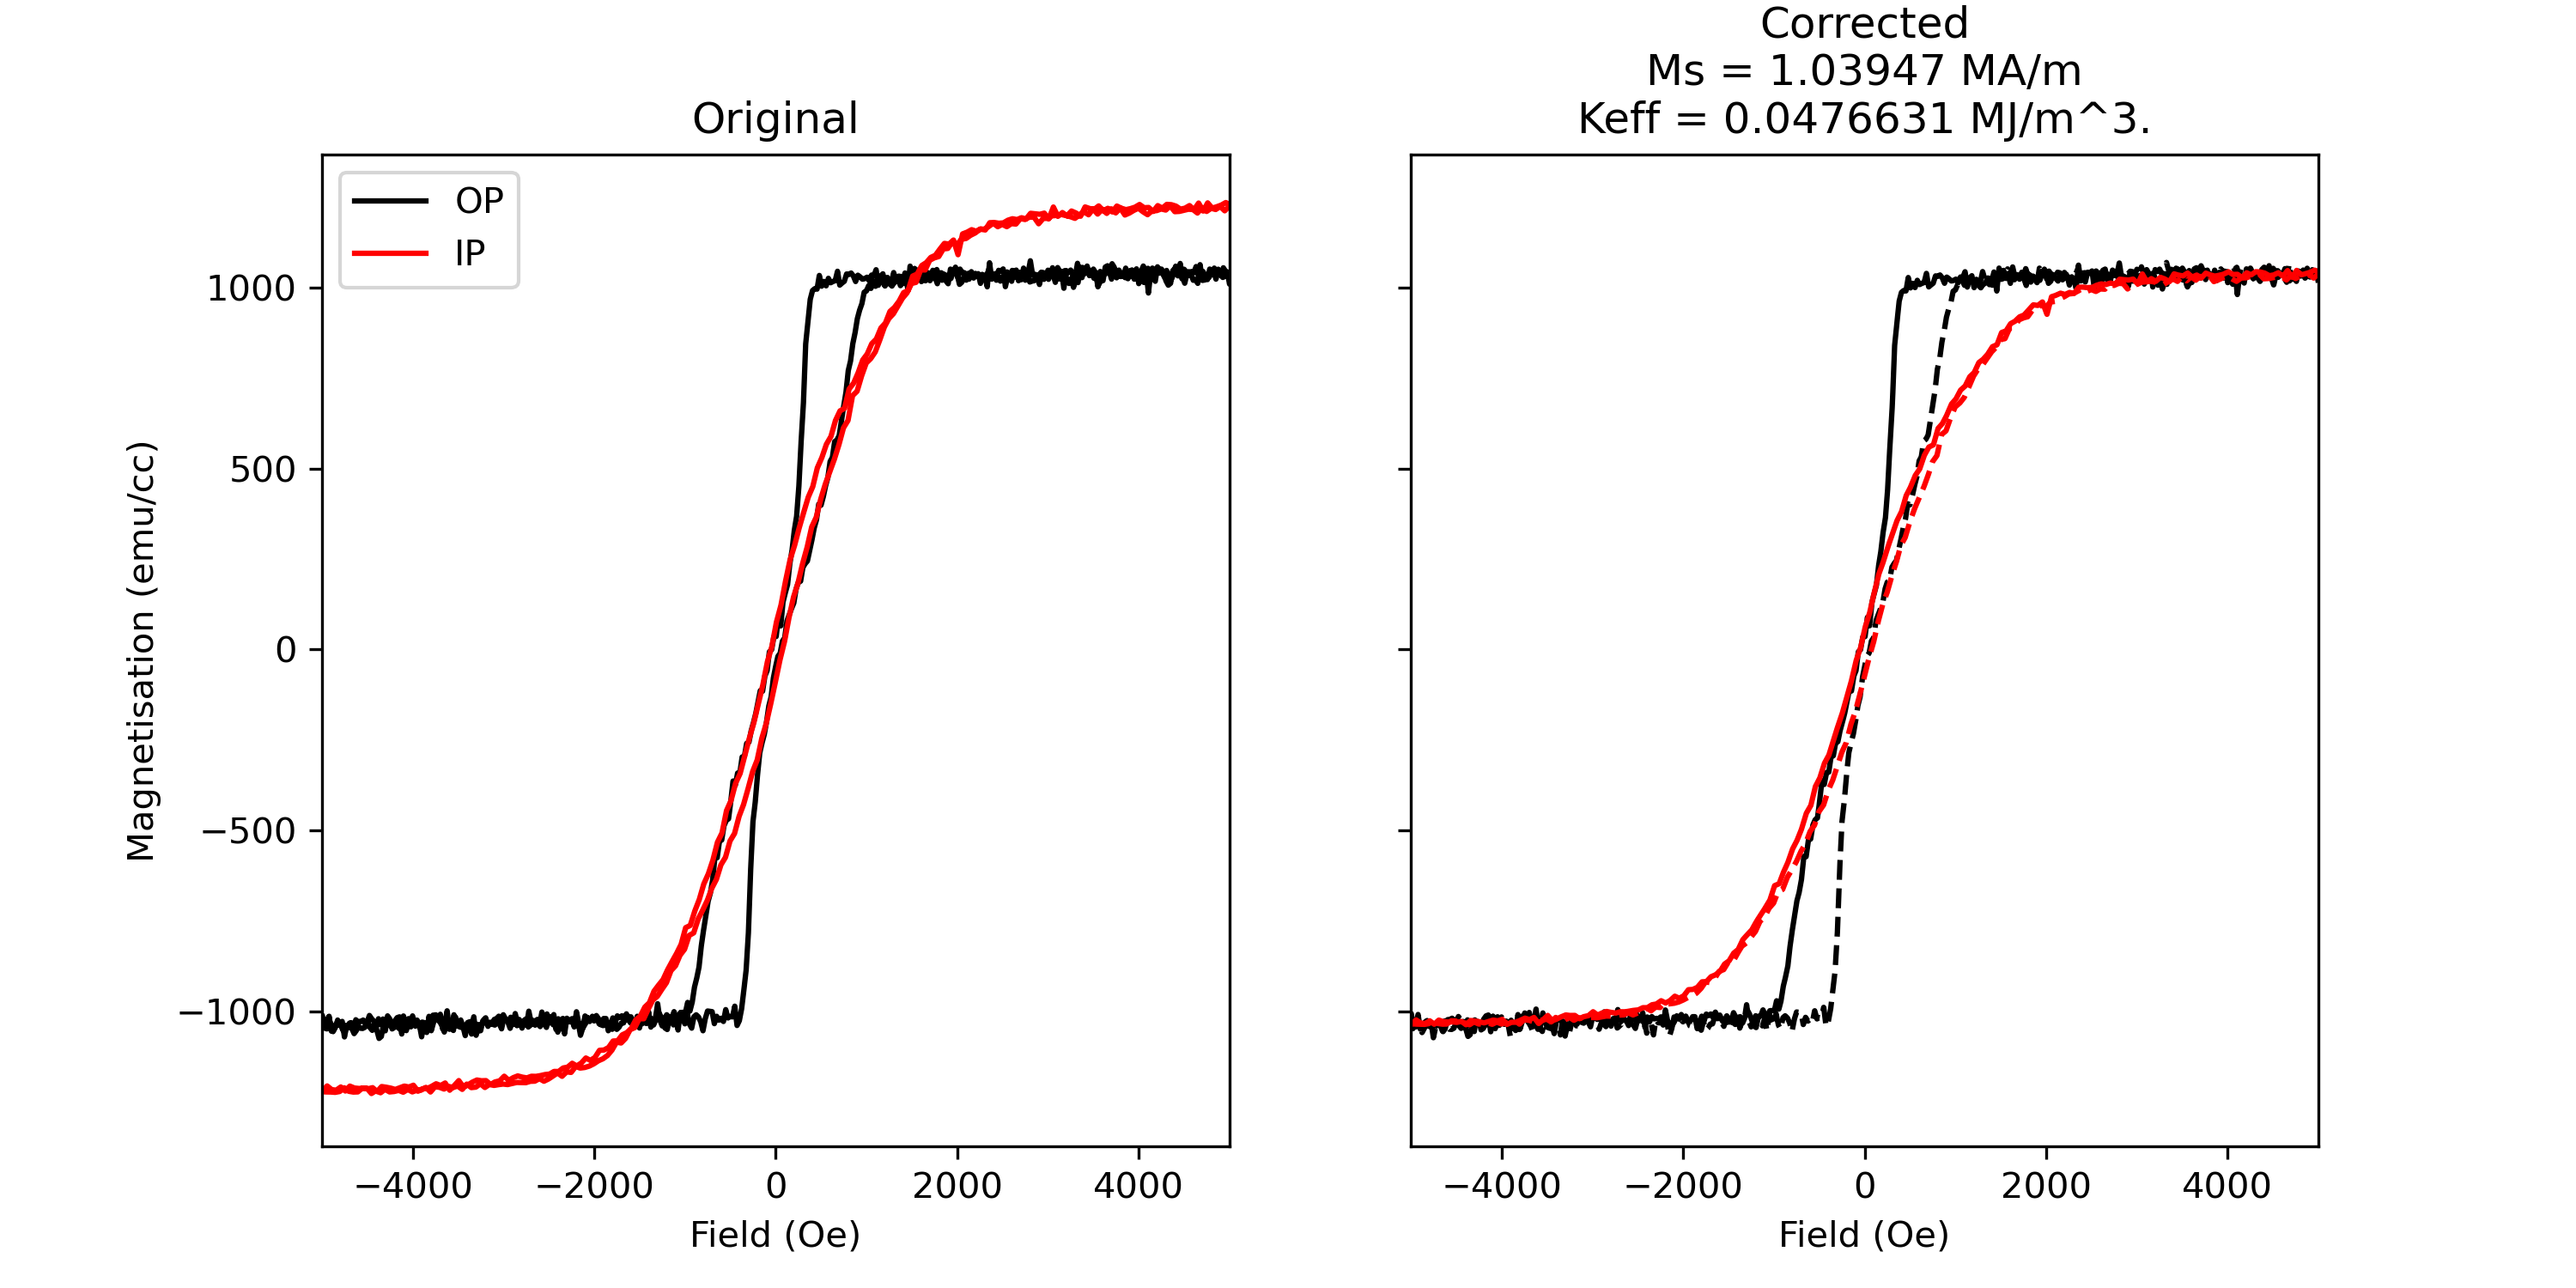 Original
OP
IP
1000
500
0
−500
−1000
Magnetisation (emu/cc)
−4000 −2000 0 2000 4000
Field (Oe)
Corrected
Ms = 1.03947 MA/m
Keff = 0.0476631 MJ/m^3.
−4000 −2000 0 2000 4000
Field (Oe)